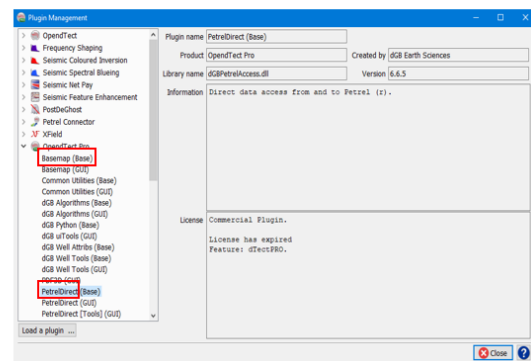 Plugin Management
OpendTect
Frequency Shaping
Seismic Coloured Inversion
Seismic Spectral Blueing
Seismic Net Pay
Seismic Feature Enhancement
PostDeGhost
Petrel Connector
XField
OpendTect Pro
Basemap (Base)
Basemap (GUI)
Common Utilities (Base)
Common Utilities (GUI)
dGB Algorithms (Base)
dGB Algorithms (GUI)
dGB Python (Base)
dGB uiTools (GUI)
dGB Well Attribs (Base)
dGB Well Tools (Base)
dGB Well Tools (GUI)
PDF3D (GUI)
PetrelDirect (Base)
PetrelDirect (GUI)
PetrelDirect [Tools] (GUI)
Load a plugin ...
Plugin name PetrelDirect (Base)
Product OpendTect Pro Created by dGB Earth Sciences
Library name dGBPetrelAccess.dll Version 6.6.5
Information Direct data access from and to Petrel (r).
License Commercial Plugin.
License has expired
Feature: dTectPRO.
Close ?